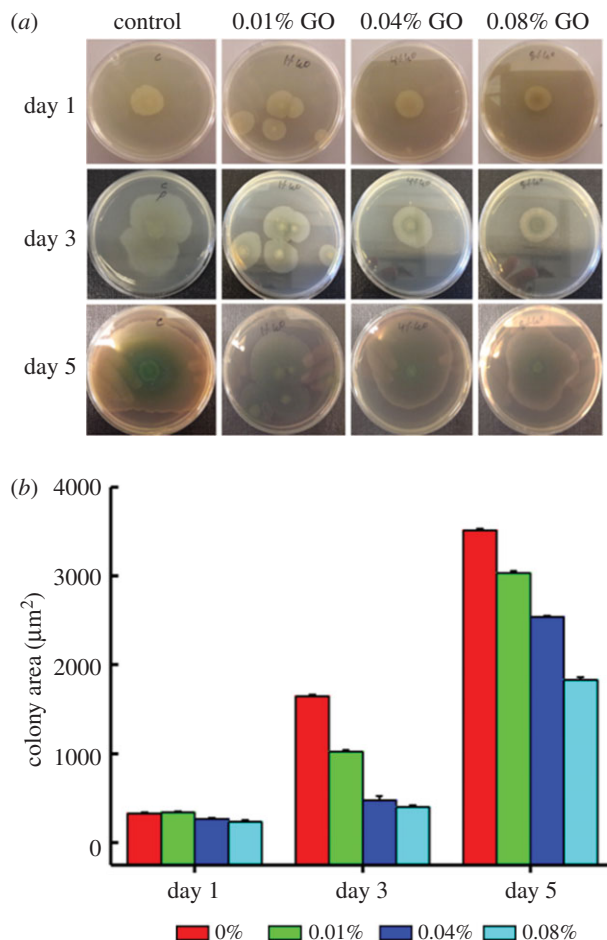 (a) control 0.01% GO 0.04% GO 0.08% GO
day 1
day 3
day 5
(b)
4000
3000
2000
1000
0
colony area (µm²)
day 1 day 3 day 5
0% 0.01% 0.04% 0.08%